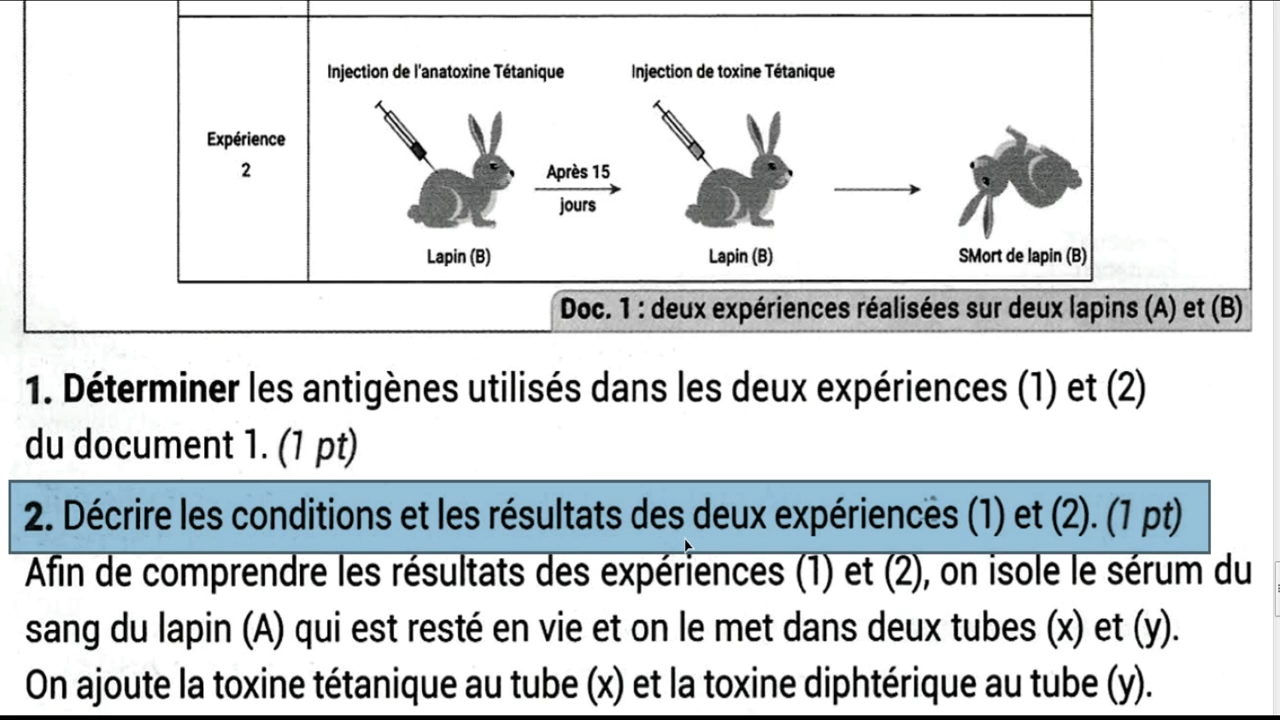 Injection de l'anatoxine Tétanique
Injection de toxine Tétanique
Expérience
2
Après 15
jours
Lapin (B)
Lapin (B)
SMort de lapin (B)
Doc. 1 : deux expériences réalisées sur deux lapins (A) et (B)
1. Déterminer les antigènes utilisés dans les deux expériences (1) et (2)
du document 1. (1 pt)
2. Décrire les conditions et les résultats des deux expériences (1) et (2). (1 pt)
Afin de comprendre les résultats des expériences (1) et (2), on isole le sérum du
sang du lapin (A) qui est resté en vie et on le met dans deux tubes (x) et (y).
On ajoute la toxine tétanique au tube (x) et la toxine diphtérique au tube (y).